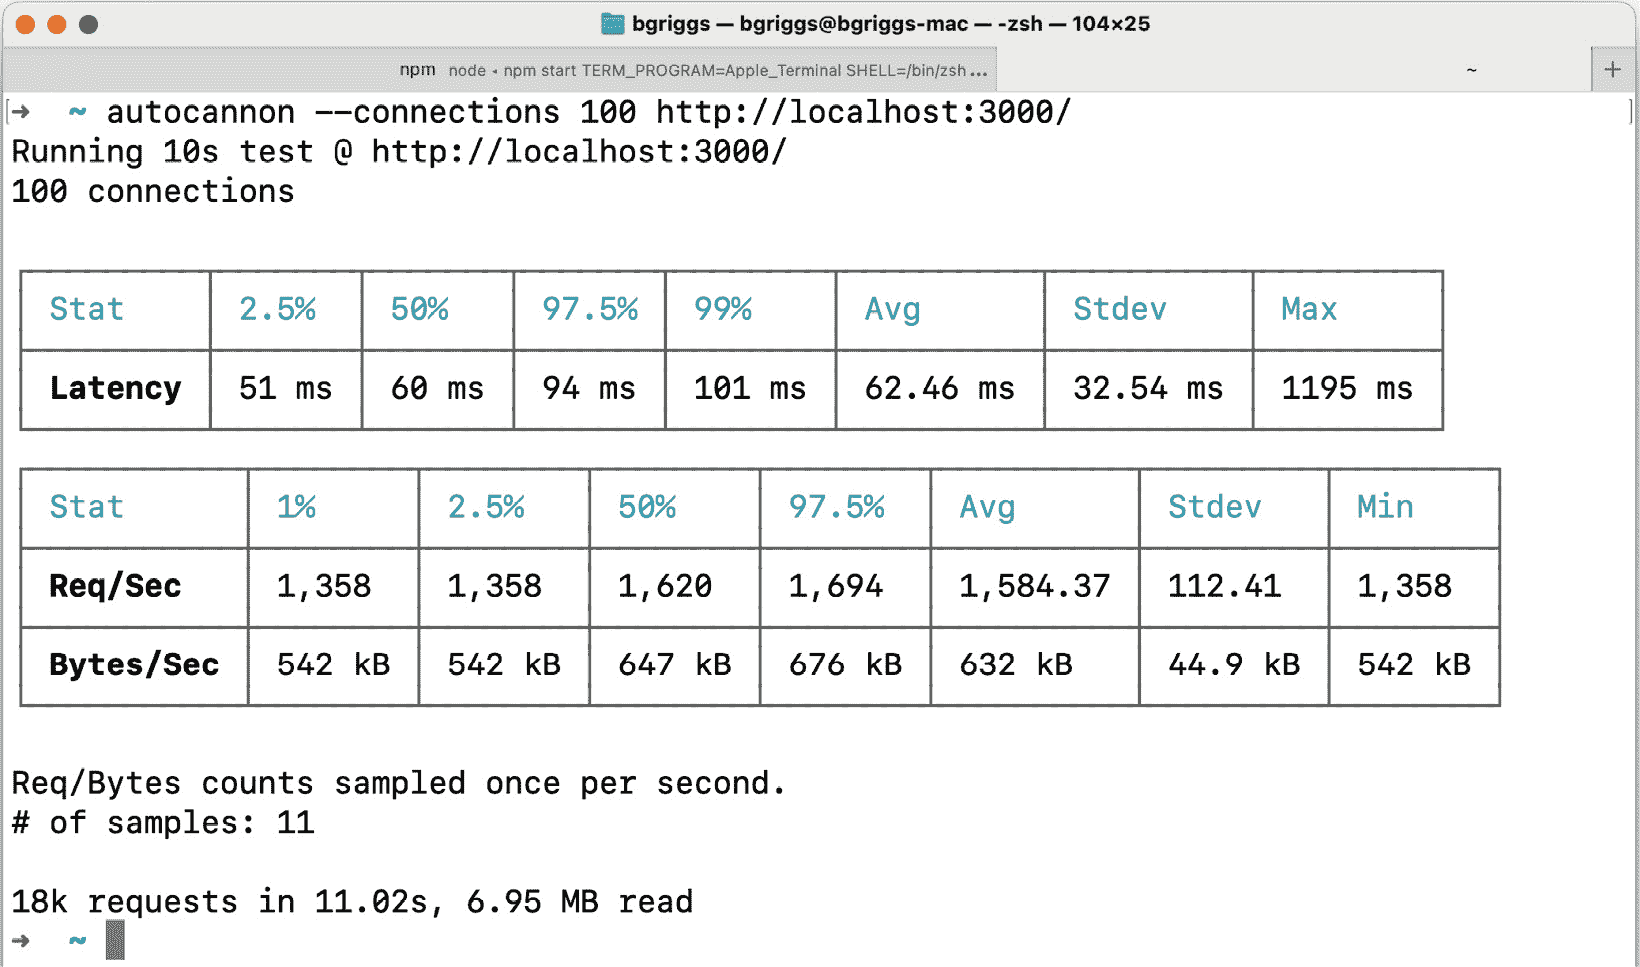 bgriggs — bgriggs@bgriggs-mac — -zsh — 104×25
npm node ◂ npm start TERM_PROGRAM=Apple_Terminal SHELL=/bin/zsh ... ~ +
→ ~ autocannon --connections 100 http://localhost:3000/
Running 10s test @ http://localhost:3000/
100 connections
Stat 2.5% 50% 97.5% 99% Avg Stdev Max
Latency 51 ms 60 ms 94 ms 101 ms 62.46 ms 32.54 ms 1195 ms
Stat 1% 2.5% 50% 97.5% Avg Stdev Min
Req/Sec 1,358 1,358 1,620 1,694 1,584.37 112.41 1,358
Bytes/Sec 542 kB 542 kB 647 kB 676 kB 632 kB 44.9 kB 542 kB
Req/Bytes counts sampled once per second.
# of samples: 11
18k requests in 11.02s, 6.95 MB read
→ ~